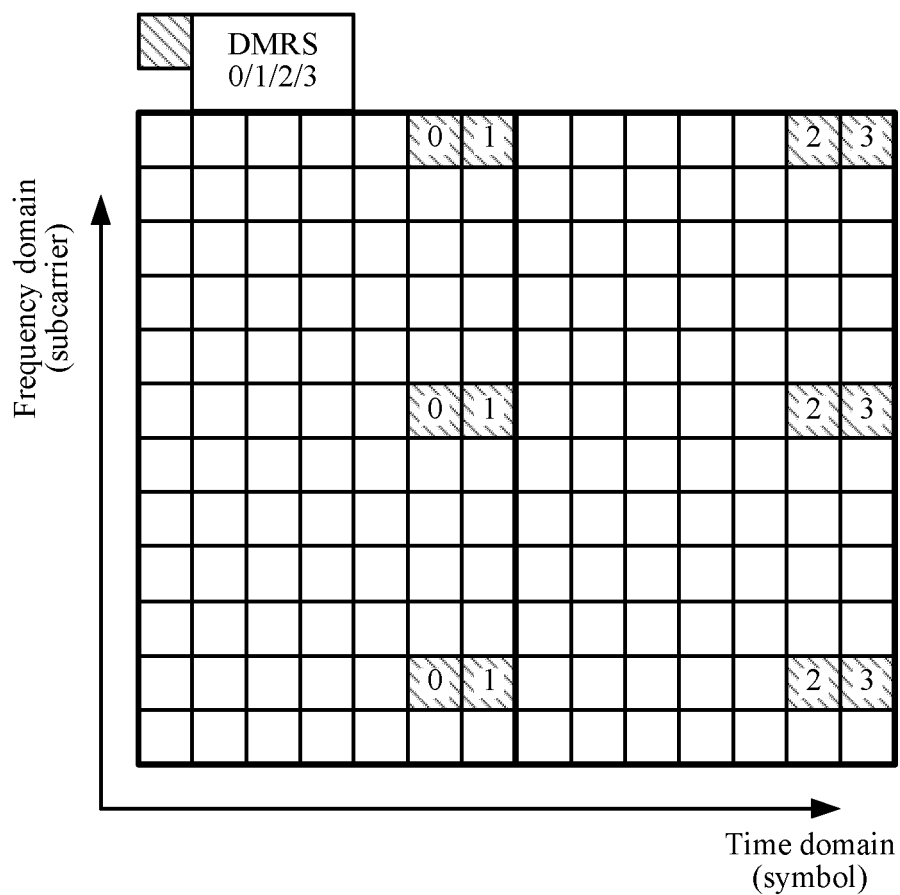 DMRS
0/1/2/3
0 1 2 3
Frequency domain
(subcarrier)
0 1 2 3
0 1 2 3
Time domain
(symbol)